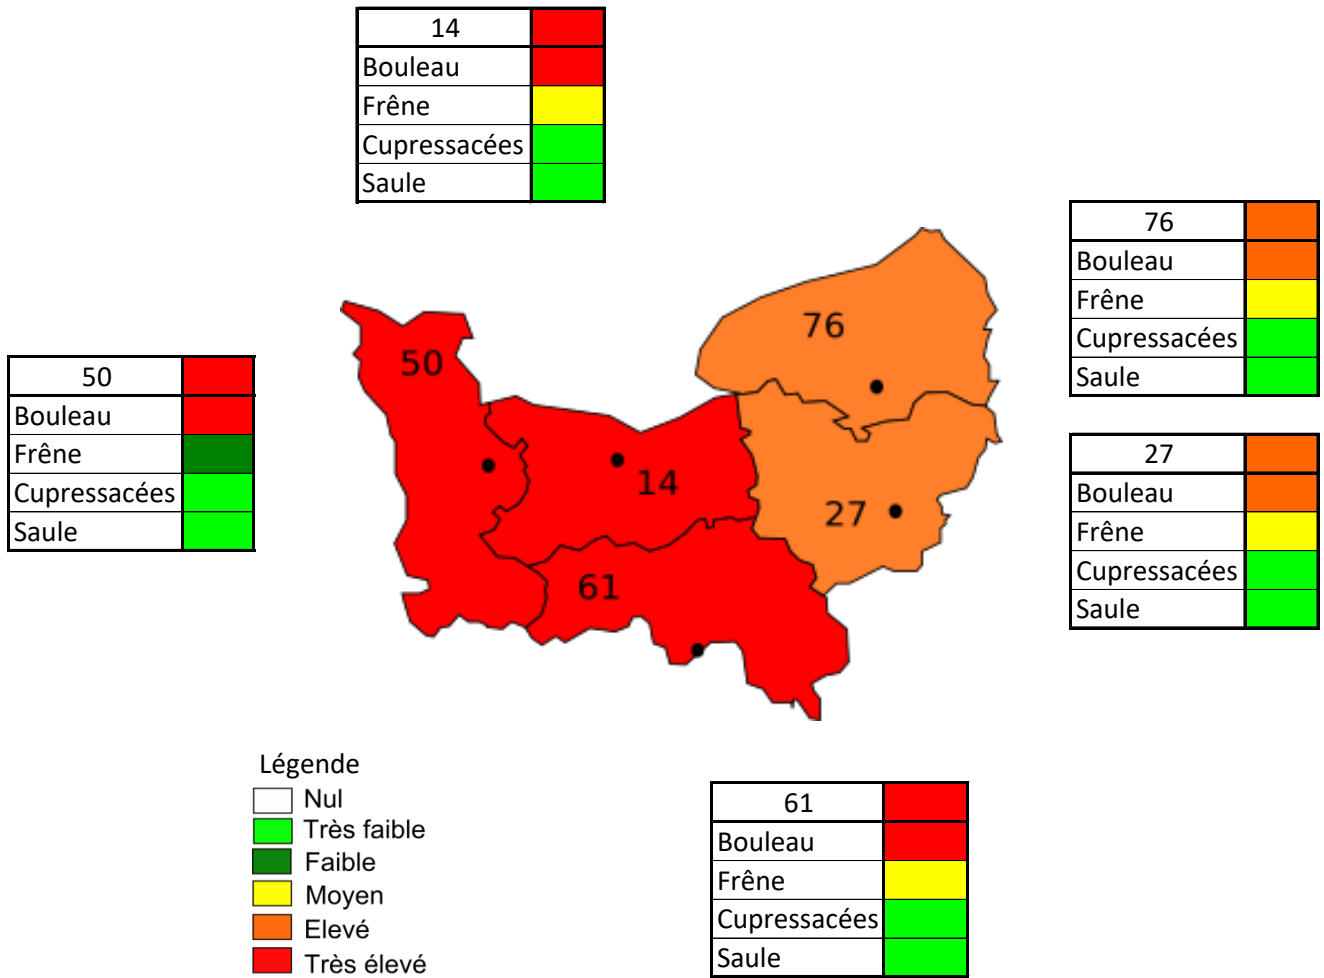 14
Bouleau
Frêne
Cupressacées
Saule
76
Bouleau
Frêne
Cupressacées
Saule
50
Bouleau
Frêne
Cupressacées
Saule
27
Bouleau
Frêne
Cupressacées
Saule
76
50
14
27
61
Légende
Nul
Très faible
Faible
Moyen
Elevé
Très élevé
61
Bouleau
Frêne
Cupressacées
Saule